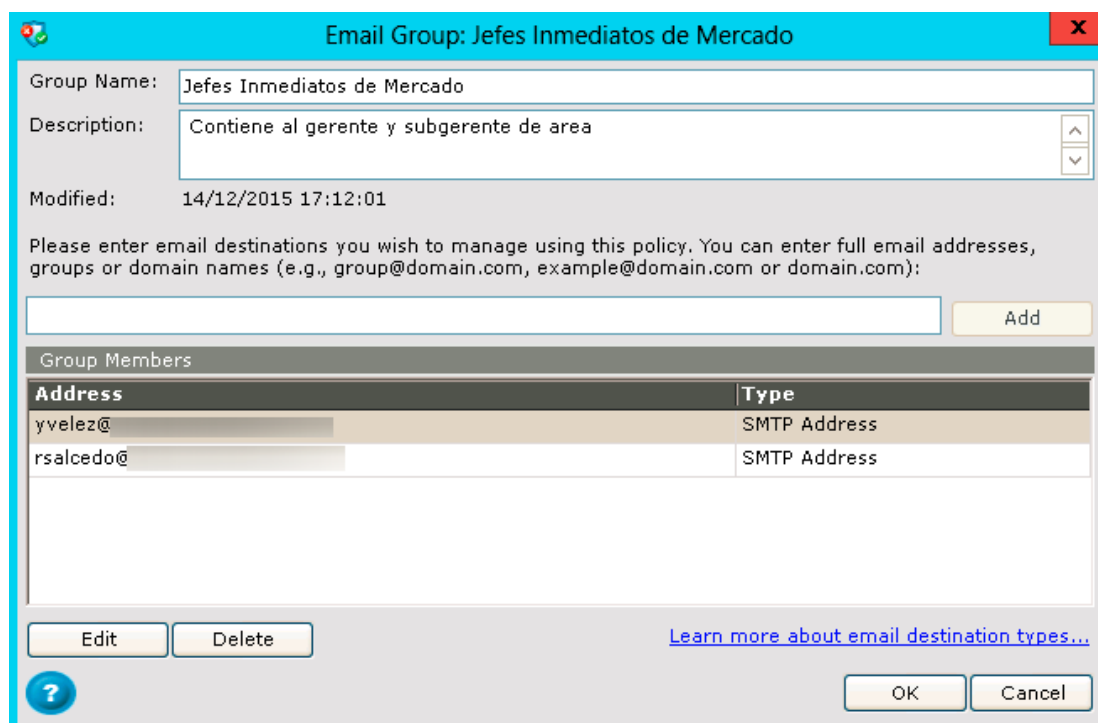 Email Group: Jefes Inmediatos de Mercado
x
Group Name:
Jefes Inmediatos de Mercado
Description:
Contiene al gerente y subgerente de area
Modified:
14/12/2015 17:12:01
Please enter email destinations you wish to manage using this policy. You can enter full email addresses,
groups or domain names (e.g., group@domain.com, example@domain.com or domain.com):
Add
Group Members
Address
Type
yvelez@
SMTP Address
rsalcedo@
SMTP Address
Edit
Delete
Learn more about email destination types...
?
OK
Cancel